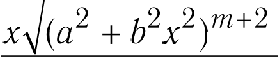 x√(a² + b²x²)ᵐ⁺²